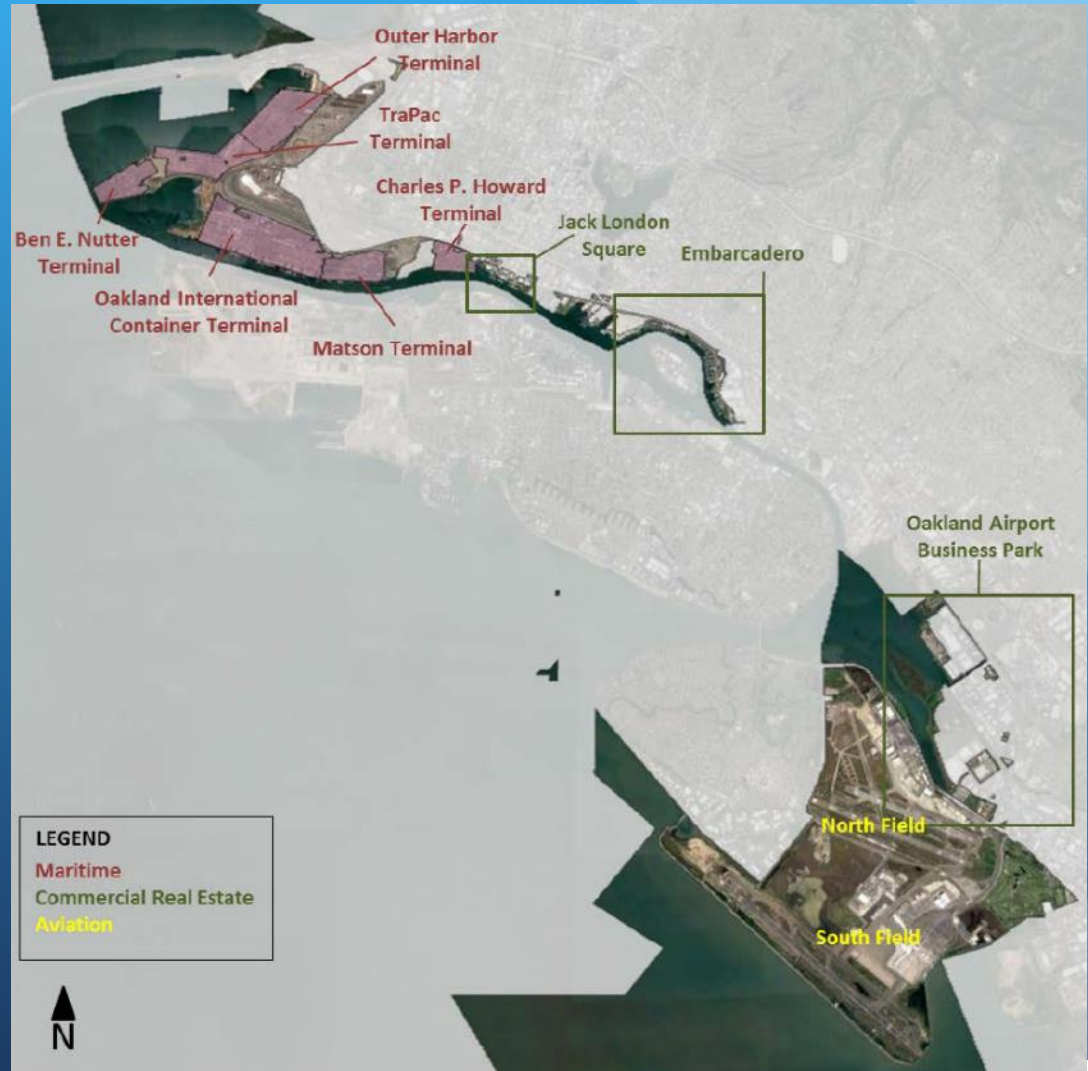 Outer Harbor
Terminal
TraPac
Terminal
Charles P. Howard
Terminal
Jack London
Square
Embarcadero
Ben E. Nutter
Terminal
Oakland International
Container Terminal
Matson Terminal
Oakland Airport
Business Park
North Field
South Field
LEGEND
Maritime
Commercial Real Estate
Aviation
N